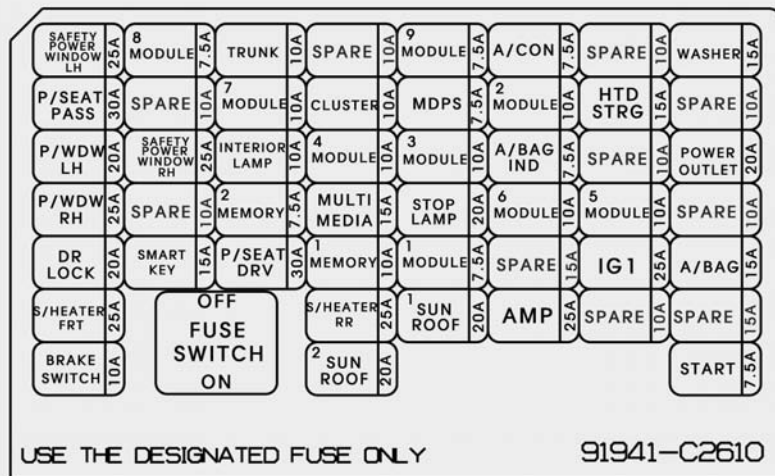 SAFETY POWER WINDOW LH 25A 8 MODULE 7.5A TRUNK 10A SPARE 10A 9 MODULE 7.5A A/CON 7.5A SPARE 10A WASHER 15A
P/SEAT PASS 30A SPARE 10A 7 MODULE 10A CLUSTER 10A MDPS 7.5A 2 MODULE 10A HTD STRG 15A SPARE 10A
P/WDW LH 20A SAFETY POWER WINDOW RH 25A INTERIOR LAMP 10A 4 MODULE 10A 3 MODULE 10A A/BAG IND 7.5A SPARE 10A POWER OUTLET 20A
P/WDW RH 25A SPARE 10A 2 MEMORY 7.5A MULTI MEDIA 15A STOP LAMP 20A 6 MODULE 10A 5 MODULE 10A SPARE 10A
DR LOCK 20A SMART KEY 15A P/SEAT DRV 30A 1 MEMORY 10A 1 MODULE 7.5A SPARE 15A IG1 25A A/BAG 15A
S/HEATER FRT 25A OFF FUSE SWITCH ON S/HEATER RR 25A 1 SUN ROOF 20A AMP 25A SPARE 10A SPARE 15A
BRAKE SWITCH 10A 2 SUN ROOF 20A START 7.5A
USE THE DESIGNATED FUSE ONLY 91941-C2610